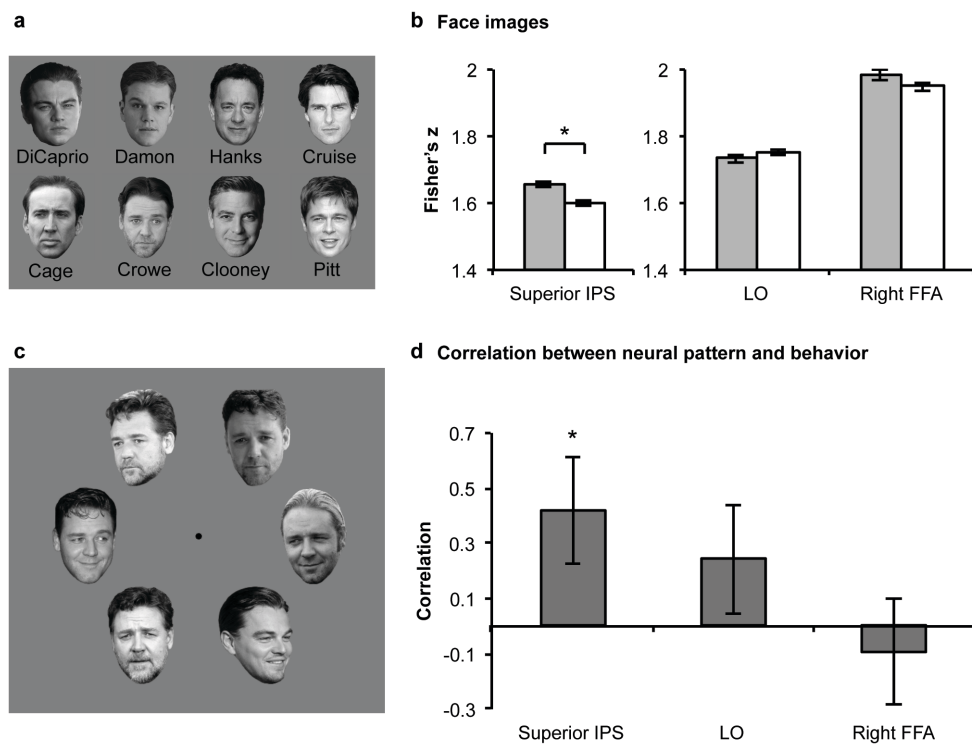 a
DiCaprio Damon Hanks Cruise
Cage Crowe Clooney Pitt
b Face images
Fisher's z
2
1.8
1.6
1.4
*
Superior IPS
2
1.8
1.6
1.4
LO Right FFA
c
d Correlation between neural pattern and behavior
Correlation
0.7
0.5
0.3
0.1
-0.1
-0.3
*
Superior IPS LO Right FFA